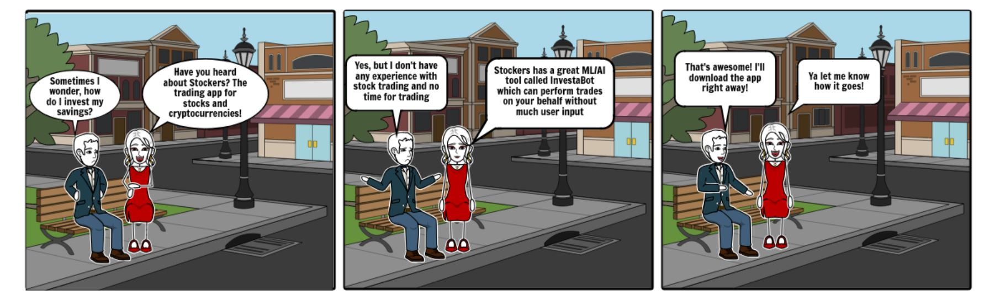 Sometimes I
wonder, how
do I invest my
savings?
Have you heard
about Stockers? The
trading app for
stocks and
cryptocurrencies!
Yes, but I don't have
any experience with
stock trading and no
time for trading
Stockers has a great ML/AI
tool called InvestaBot
which can perform trades
on your behalf without
much user input
That's awesome! I'll
download the app
right away!
Ya let me know
how it goes!